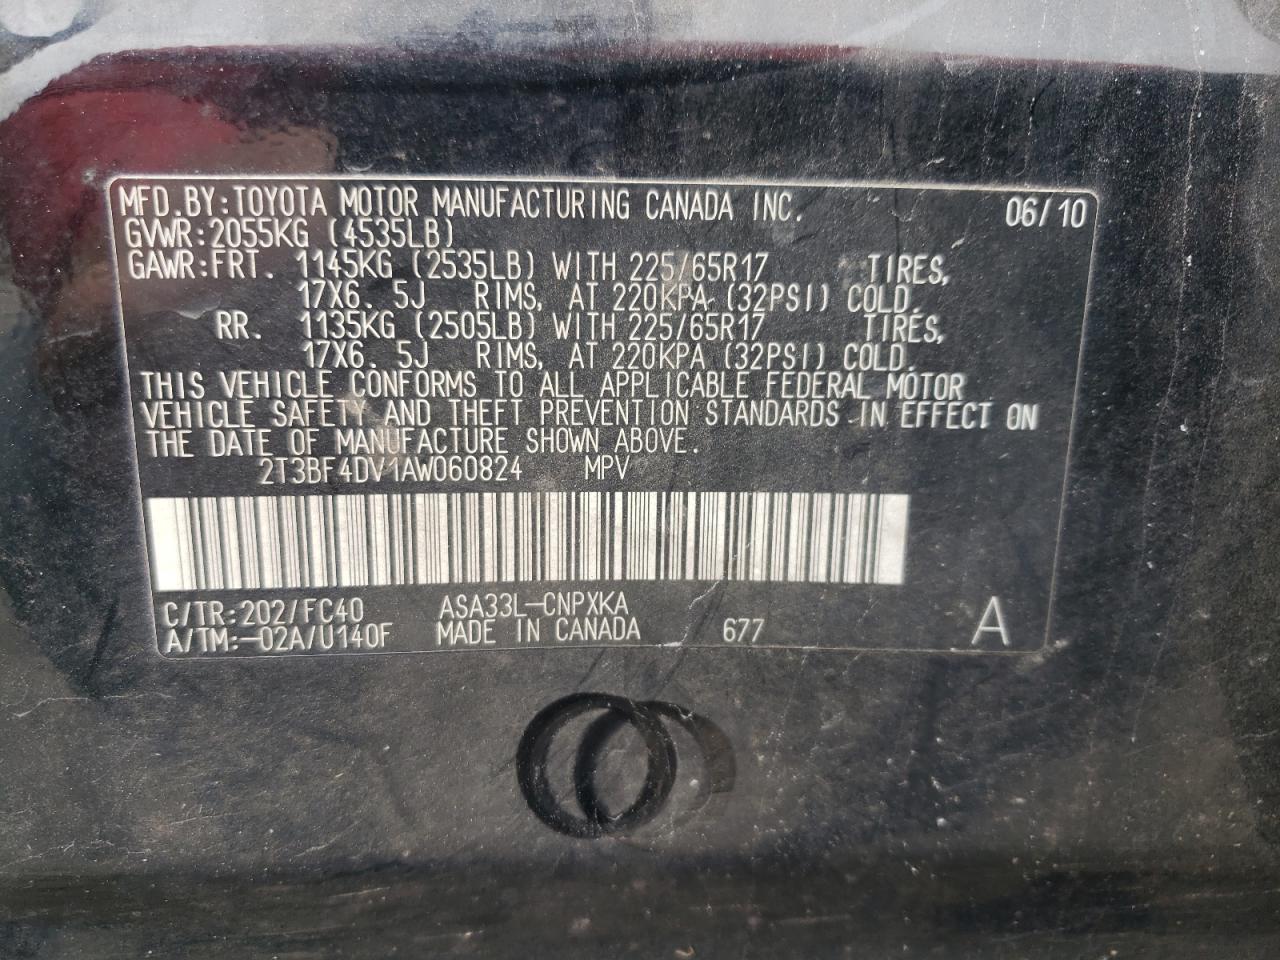 MFD.BY:TOYOTA MOTOR MANUFACTURING CANADA INC. 06/10
GVWR:2055KG (4535LB)
GAWR:FRT. 1145KG (2535LB) WITH 225/65R17 TIRES,
17X6.5J RIMS, AT 220KPA (32PSI) COLD,
RR. 1135KG (2505LB) WITH 225/65R17 TIRES,
17X6.5J RIMS, AT 220KPA (32PSI) COLD.
THIS VEHICLE CONFORMS TO ALL APPLICABLE FEDERAL MOTOR
VEHICLE SAFETY AND THEFT PREVENTION STANDARDS IN EFFECT ON
THE DATE OF MANUFACTURE SHOWN ABOVE.
2T3BF4DV1AW060824 MPV
C/TR:202/FC40 ASA33L-CNPXKA
A/TM:-02A/U140F MADE IN CANADA 677 A